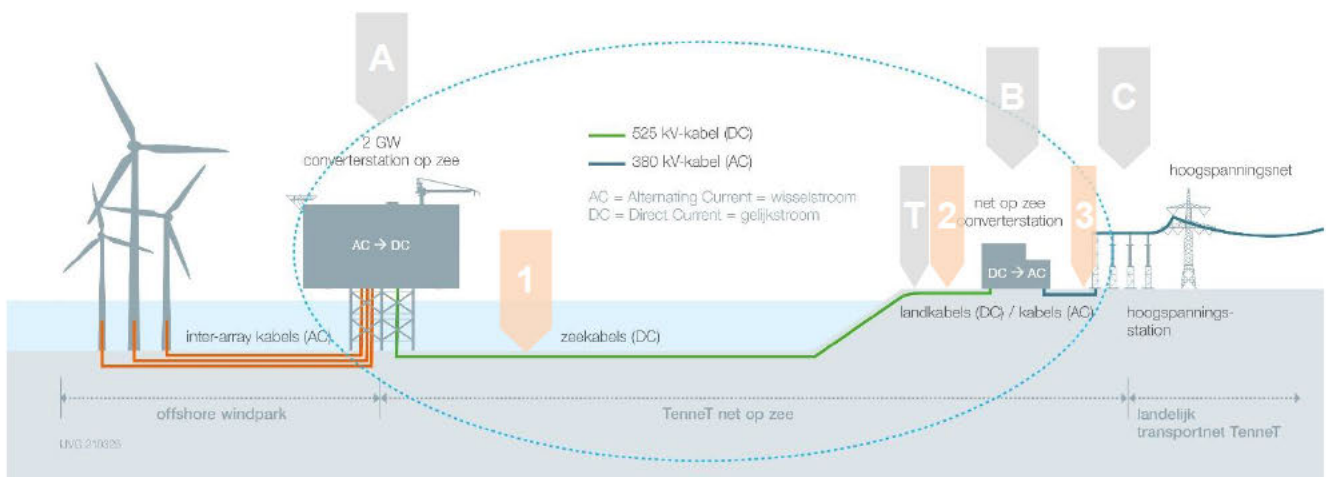 A
B
C
2 GW
converterstation op zee
525 kV-kabel (DC)
380 kV-kabel (AC)
AC = Alternating Current = wisselstroom
DC = Direct Current = gelijkstroom
hoogspanningsnet
T
2
net op zee
converterstation
3
AC → DC
1
DC → AC
inter-array kabels (AC)
zeekabels (DC)
landkabels (DC) / kabels (AC)
hoogspannings-
station
offshore windpark
TenneT net op zee
landelijk
transportnet TenneT